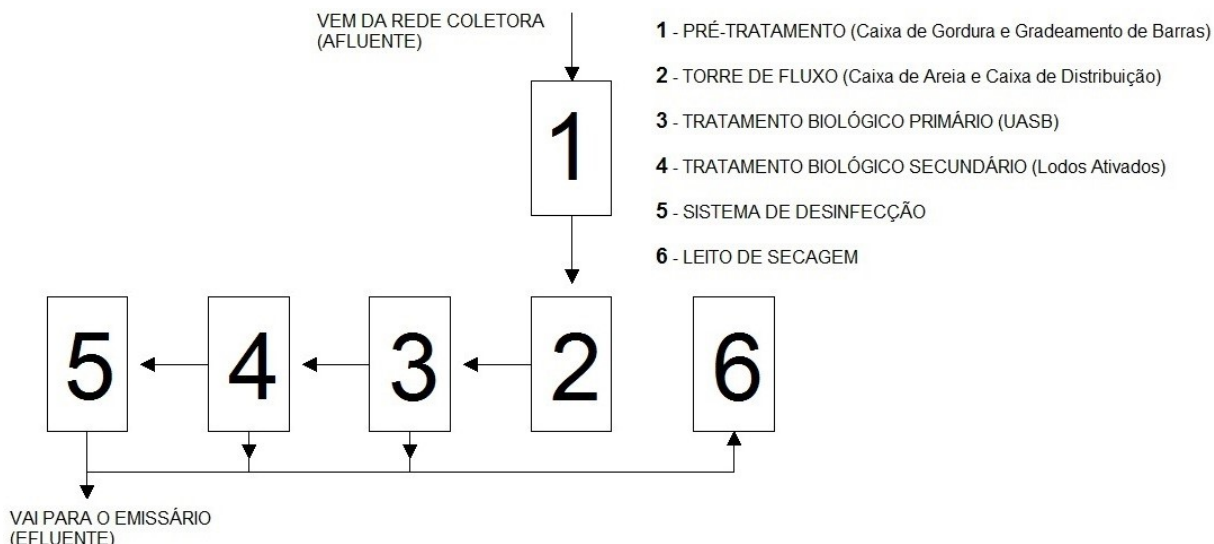 VEM DA REDE COLETORA
(AFLUENTE)
1 - PRÉ-TRATAMENTO (Caixa de Gordura e Gradeamento de Barras)
2 - TORRE DE FLUXO (Caixa de Areia e Caixa de Distribuição)
3 - TRATAMENTO BIOLÓGICO PRIMÁRIO (UASB)
4 - TRATAMENTO BIOLÓGICO SECUNDÁRIO (Lodos Ativados)
5 - SISTEMA DE DESINFECÇÃO
6 - LEITO DE SECAGEM
1
5 4 3 2 6
VAI PARA O EMISSÁRIO
(EFLUENTE)